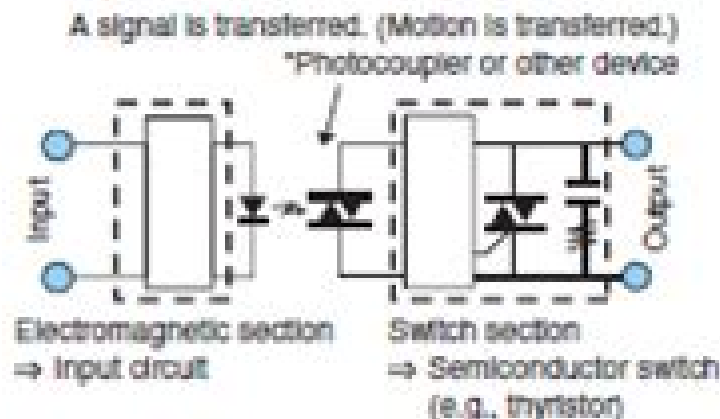 A signal is transferred. (Motion is transferred.)
*Photocoupler or other device
Input
Output
Electromagnetic section
⇒ Input circuit
Switch section
⇒ Semiconductor switch
(e.g., thyristor)